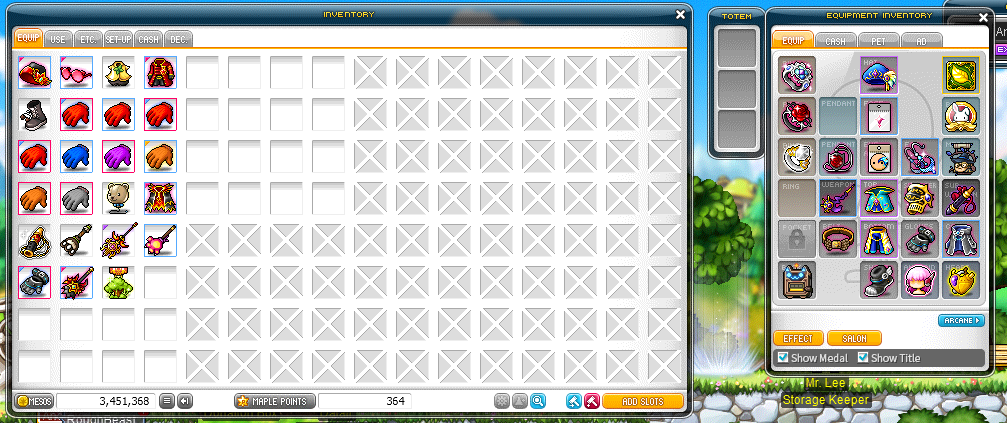 INVENTORY
EQUIP USE ETC. SET-UP CASH DEC.
MESOS 3,451,368
MAPLE POINTS 364
ADD SLOTS
TOTEM
EQUIPMENT INVENTORY
EQUIP CASH PET AD
PENDANT
RING WEAPON TOP
POCKET
ARCANE
EFFECT SALON
Show Medal Show Title
Mr. Lee
Storage Keeper